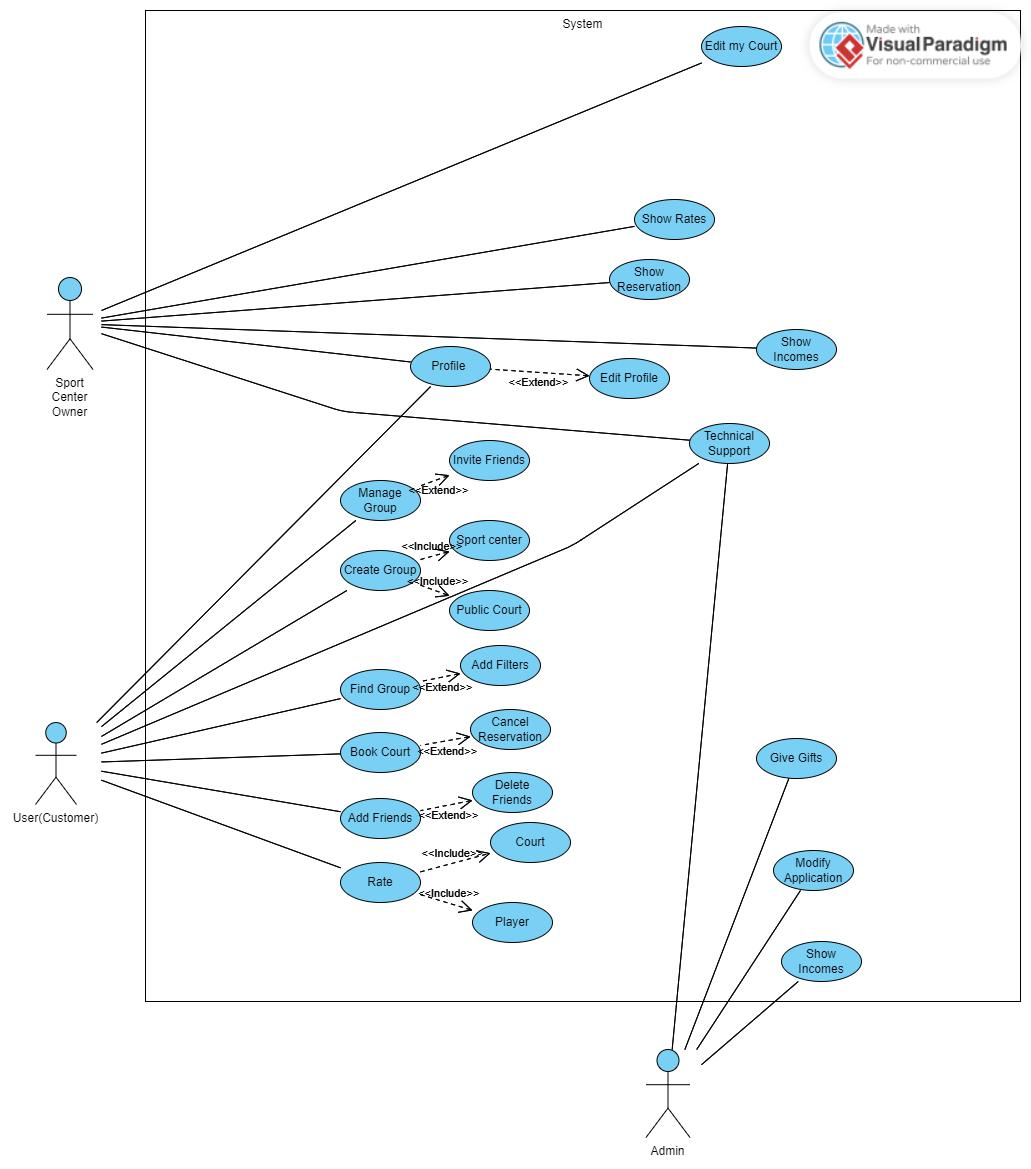 System
Made with
Visual Paradigm
For non-commercial use
Edit my Court
Show Rates
Show
Reservation
Show
Incomes
Sport
Center
Owner
Profile
<<Extend>>
Edit Profile
Technical
Support
Invite Friends
<<Extend>>
Manage
Group
Sport center
<<Include>>
Create Group
<<Include>>
Public Court
Add Filters
<<Extend>>
Find Group
Cancel
Reservation
<<Extend>>
Book Court
Delete
Friends
<<Extend>>
Add Friends
Court
<<Include>>
Rate
<<Include>>
Player
User(Customer)
Give Gifts
Modify
Application
Show
Incomes
Admin